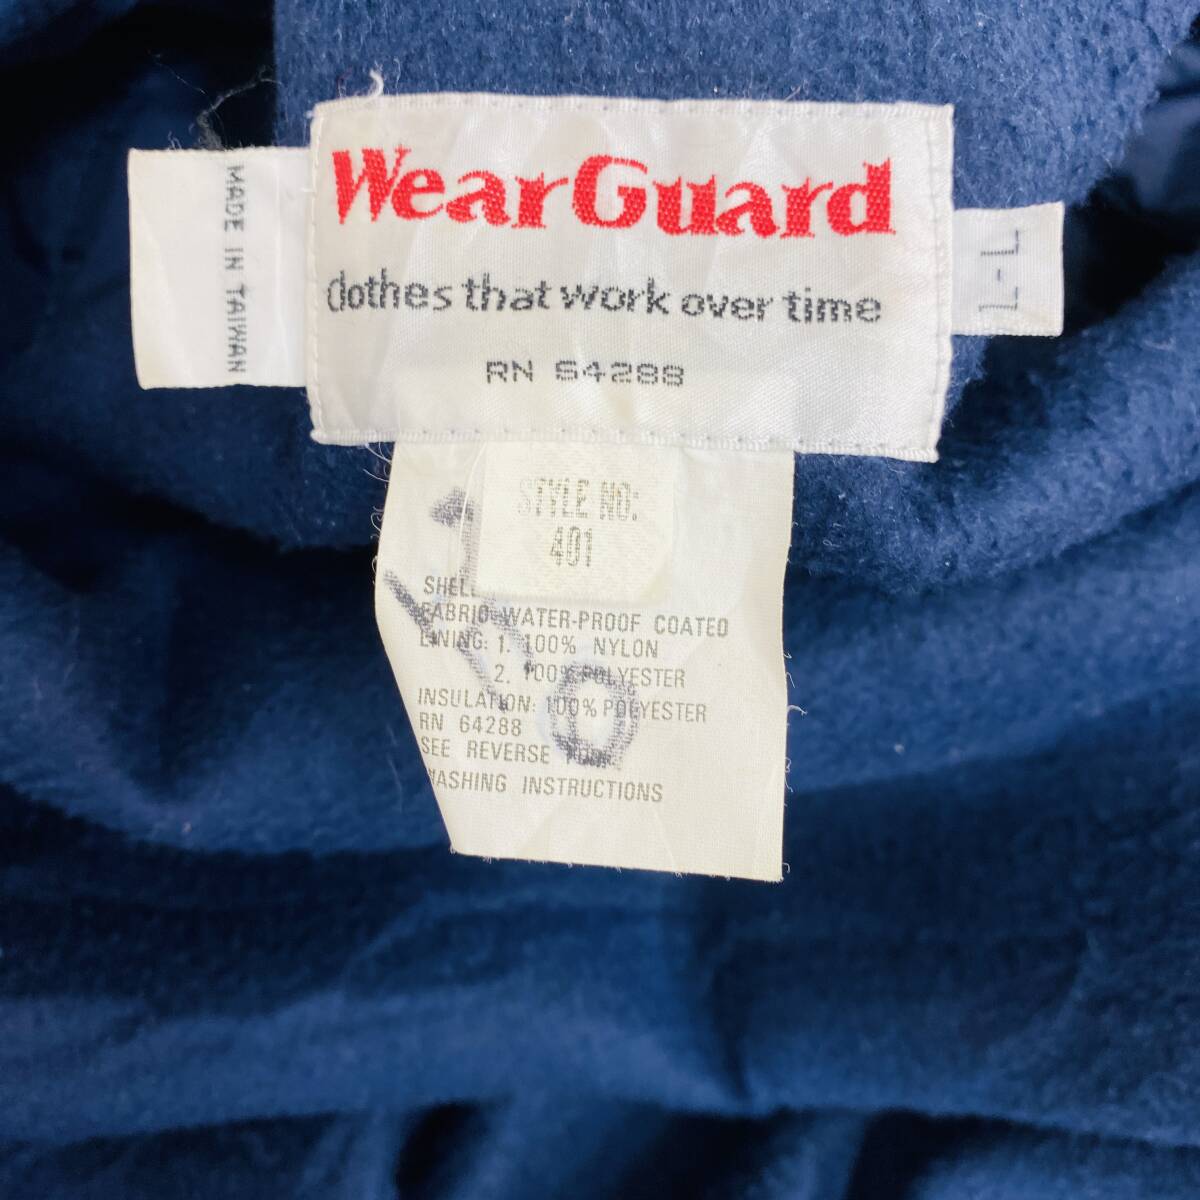 WearGuard
clothes that work over time
RN 64288
MADE IN TAIWAN
L-L
STYLE NO:
401
SHELL
FABRIC-WATER-PROOF COATED
LINING: 1. 100% NYLON
2. 100% POLYESTER
INSULATION: 100% POLYESTER
RN 64288
SEE REVERSE FOR
WASHING INSTRUCTIONS